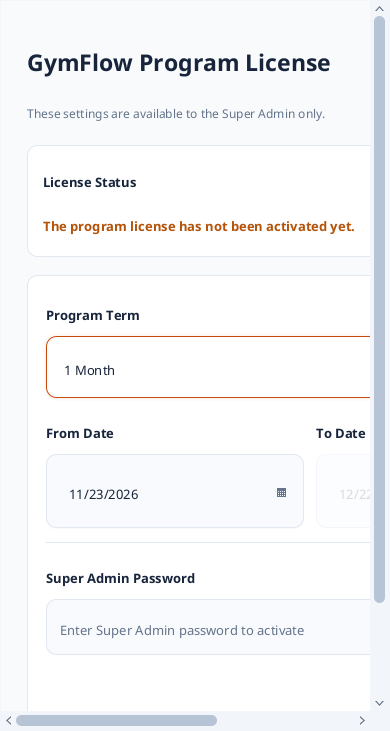 GymFlow Program License
These settings are available to the Super Admin only.
License Status
The program license has not been activated yet.
Program Term
1 Month
From Date To Date
11/23/2026 12/22
Super Admin Password
Enter Super Admin password to activate